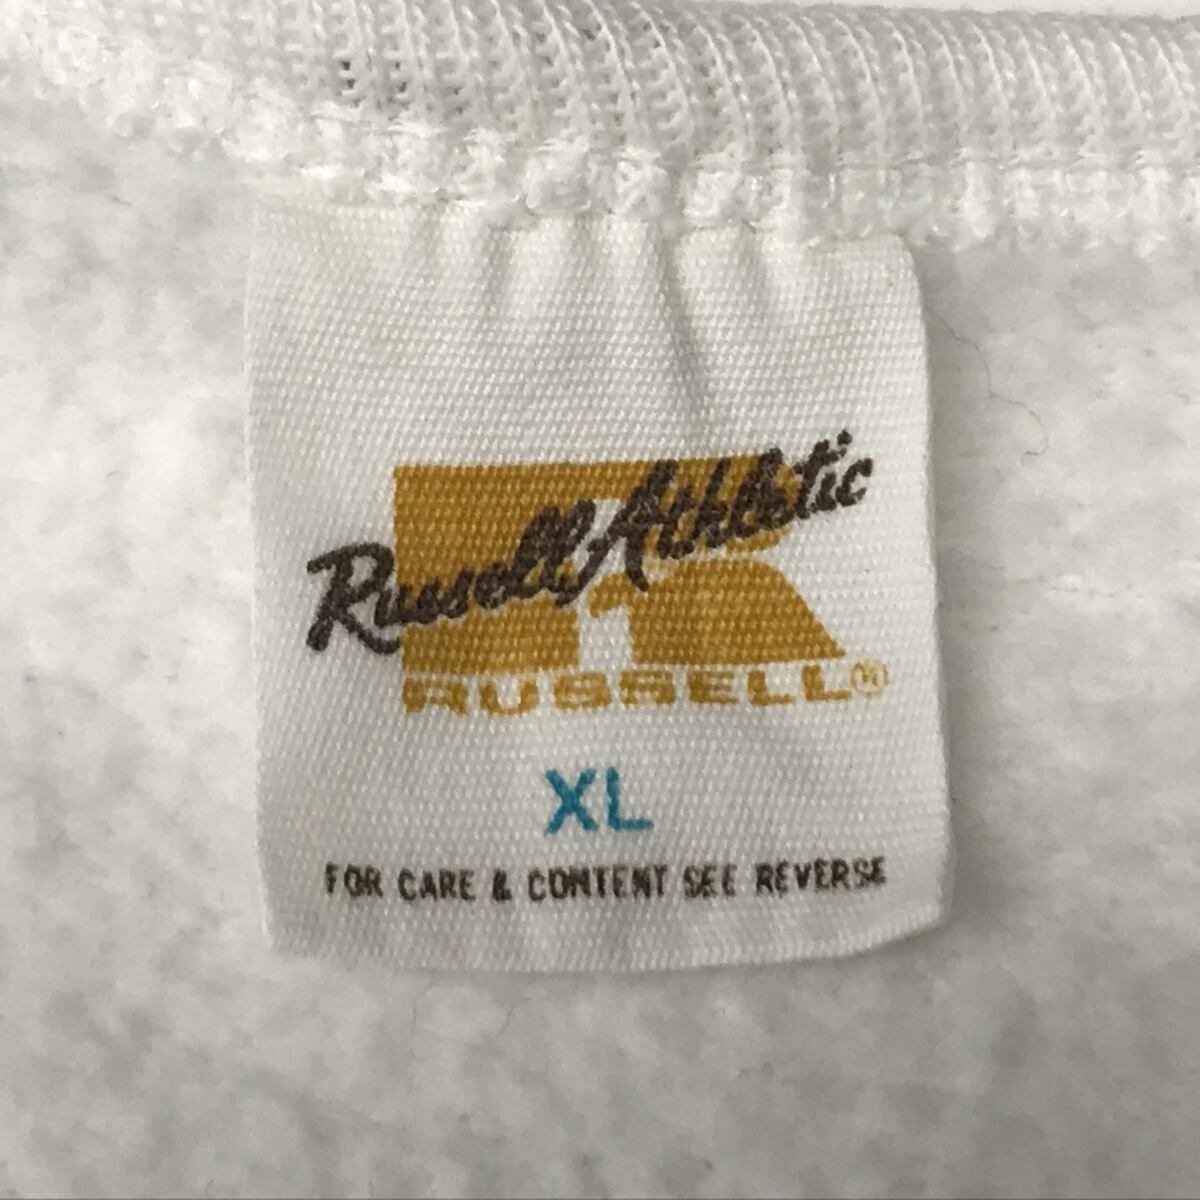 Russell Athletic
R
RUSSELL®
XL
FOR CARE & CONTENT SEE REVERSE